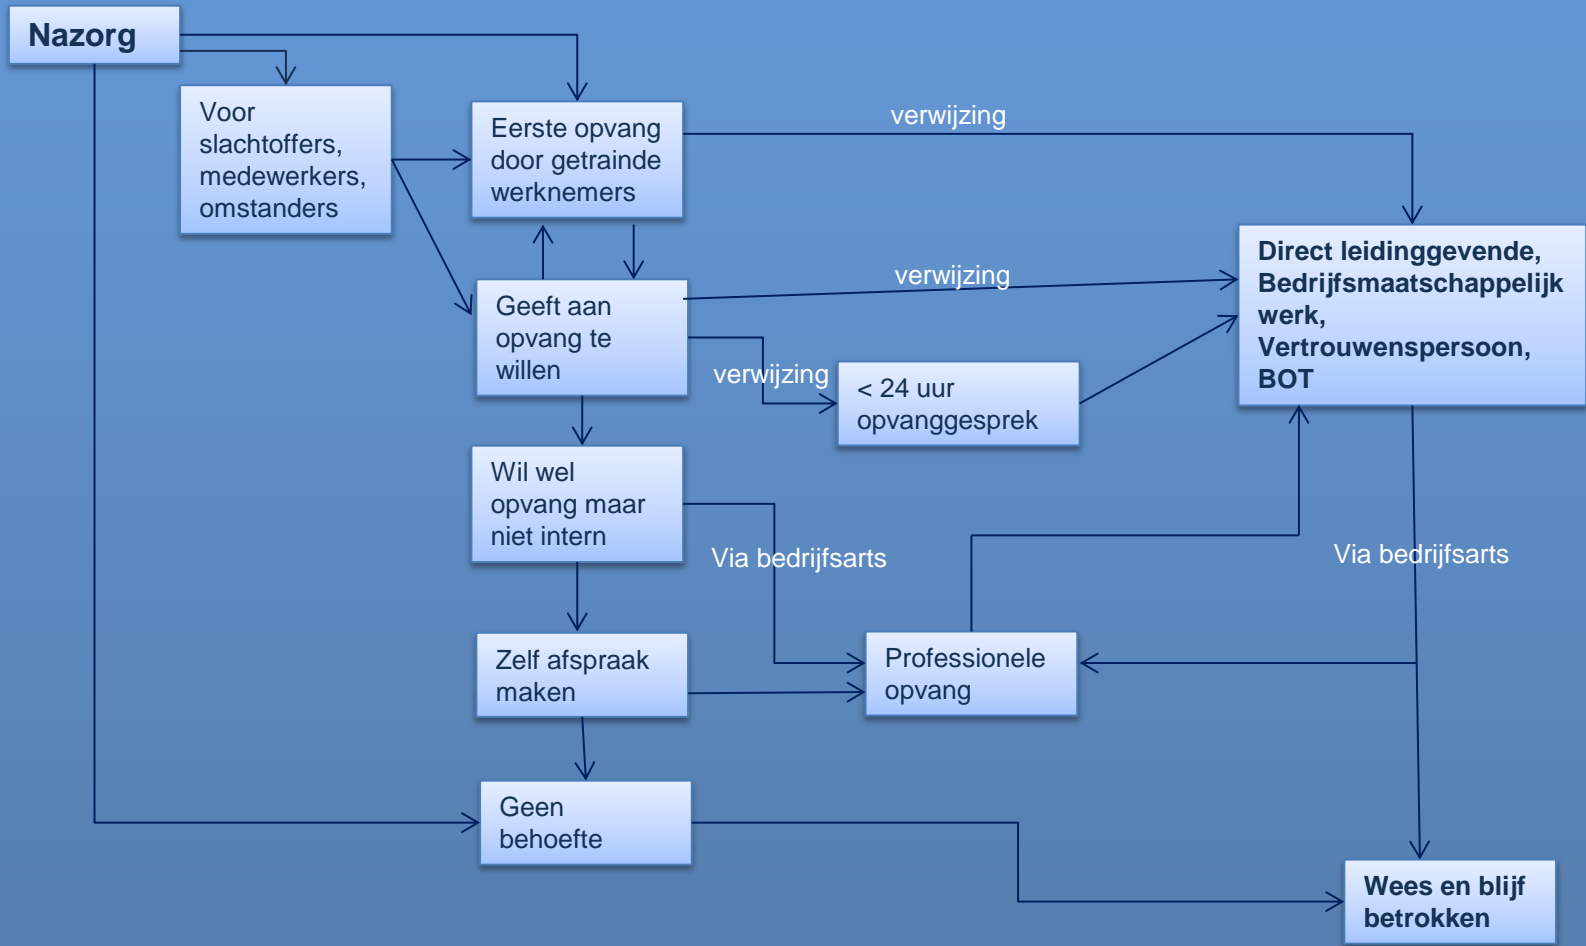 Nazorg
Voor
slachtoffers,
medewerkers,
omstanders
Eerste opvang
door getrainde
werknemers
verwijzing
Geeft aan
opvang te
willen
verwijzing
verwijzing
< 24 uur
opvanggesprek
Direct leidinggevende,
Bedrijfsmaatschappelijk
werk,
Vertrouwenspersoon,
BOT
Wil wel
opvang maar
niet intern
Via bedrijfsarts
Via bedrijfsarts
Zelf afspraak
maken
Professionele
opvang
Geen
behoefte
Wees en blijf
betrokken